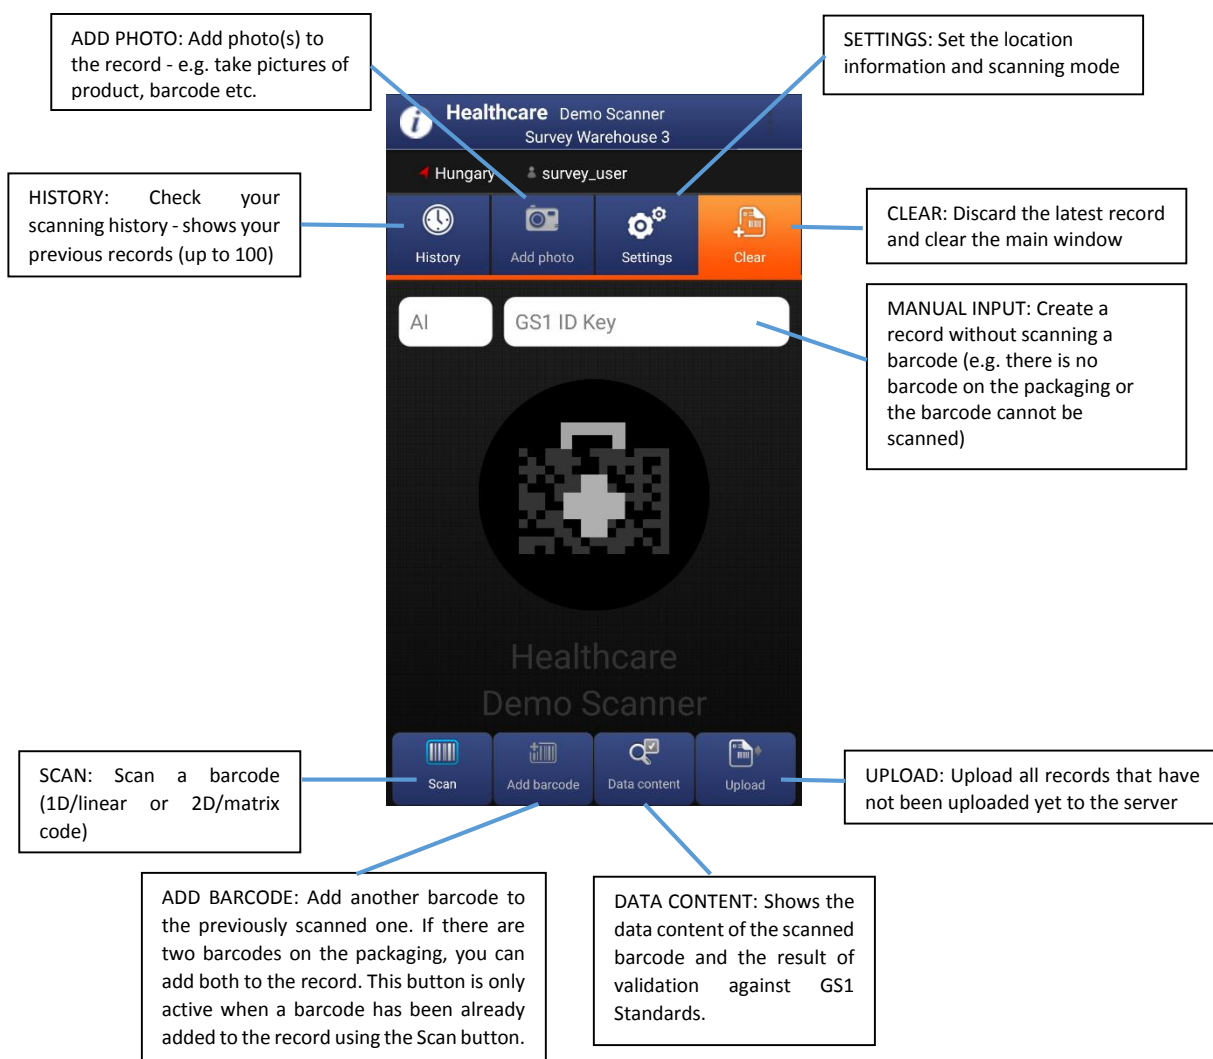 ADD PHOTO: Add photo(s) to
the record - e.g. take pictures of
product, barcode etc.
SETTINGS: Set the location
information and scanning mode
i
Healthcare Demo Scanner
Survey Warehouse 3
Hungary survey_user
HISTORY: Check your
scanning history - shows your
previous records (up to 100)
History
Add photo
Settings
Clear
CLEAR: Discard the latest record
and clear the main window
AI
GS1 ID Key
MANUAL INPUT: Create a
record without scanning a
barcode (e.g. there is no
barcode on the packaging or
the barcode cannot be
scanned)
Healthcare
Demo Scanner
SCAN: Scan a barcode
(1D/linear or 2D/matrix
code)
Scan
Add barcode
Data content
Upload
UPLOAD: Upload all records that have
not been uploaded yet to the server
ADD BARCODE: Add another barcode to
the previously scanned one. If there are
two barcodes on the packaging, you can
add both to the record. This button is only
active when a barcode has been already
added to the record using the Scan button.
DATA CONTENT: Shows the
data content of the scanned
barcode and the result of
validation against GS1
Standards.